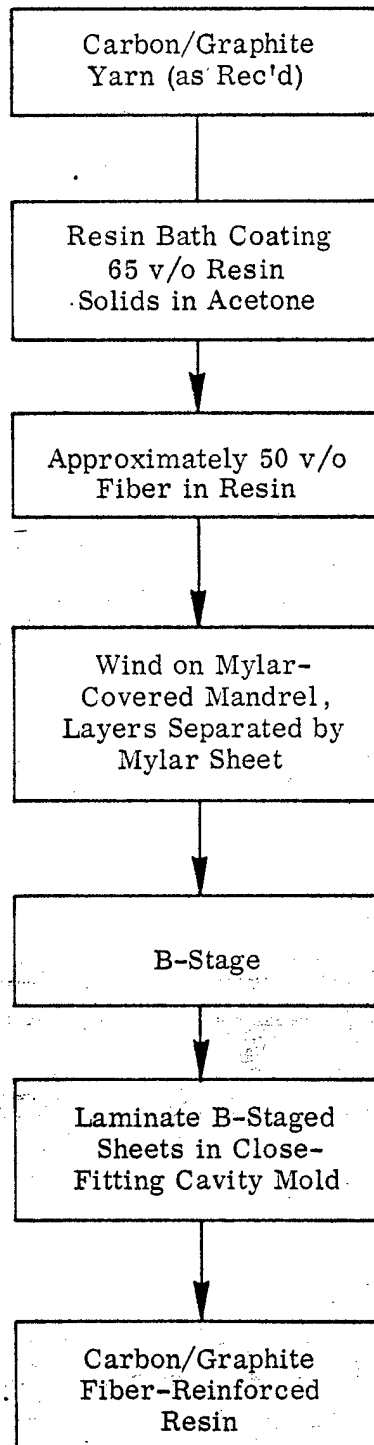 Carbon/Graphite
Yarn (as Rec'd)
Resin Bath Coating
65 v/o Resin
Solids in Acetone
Approximately 50 v/o
Fiber in Resin
Wind on Mylar-
Covered Mandrel,
Layers Separated by
Mylar Sheet
B-Stage
Laminate B-Staged
Sheets in Close-
Fitting Cavity Mold
Carbon/Graphite
Fiber-Reinforced
Resin